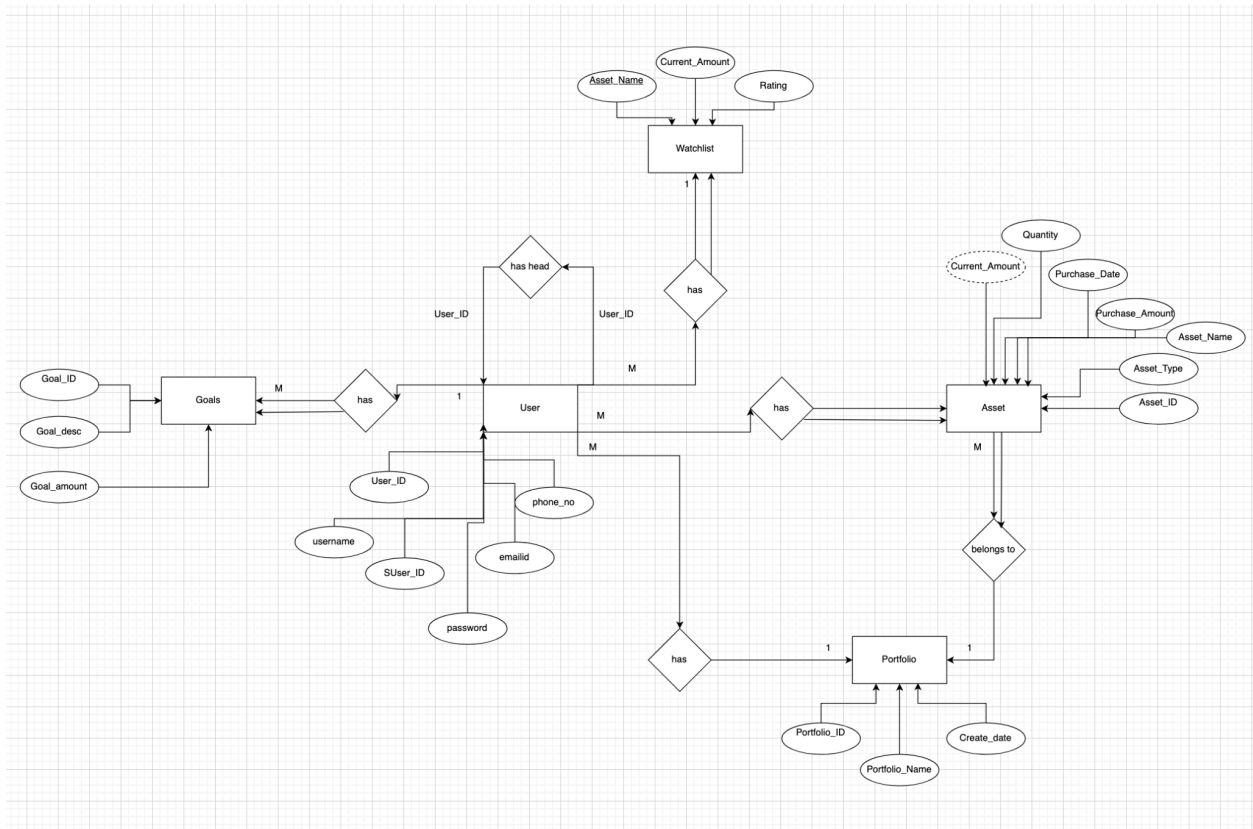 Current_Amount
Asset_Name
Rating
Watchlist
1
Quantity
has head
Current_Amount
Purchase_Date
has
User_ID
User_ID
Purchase_Amount
Asset_Name
M
Asset_Type
Goal_ID
M
has
1
User
M
has
Asset
Asset_ID
Goals
Goal_desc
M
M
User_ID
Goal_amount
phone_no
username
emailid
belongs to
SUser_ID
password
has
1
Portfolio
1
Portfolio_ID
Create_date
Portfolio_Name